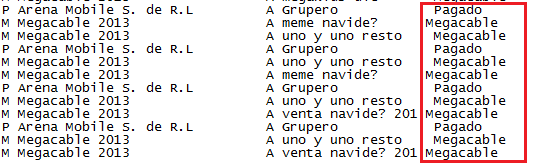 P Arena Mobile S. de R.L A Grupero Pagado
M Megacable 2013 A meme navide? Megacable
M Megacable 2013 A uno y uno resto Megacable
P Arena Mobile S. de R.L A Grupero Pagado
M Megacable 2013 A uno y uno resto Megacable
M Megacable 2013 A meme navide? Megacable
P Arena Mobile S. de R.L A Grupero Pagado
M Megacable 2013 A uno y uno resto Megacable
M Megacable 2013 A venta navide? 201 Megacable
P Arena Mobile S. de R.L A Grupero Pagado
M Megacable 2013 A uno y uno resto Megacable
M Megacable 2013 A venta navide? 201 Megacable